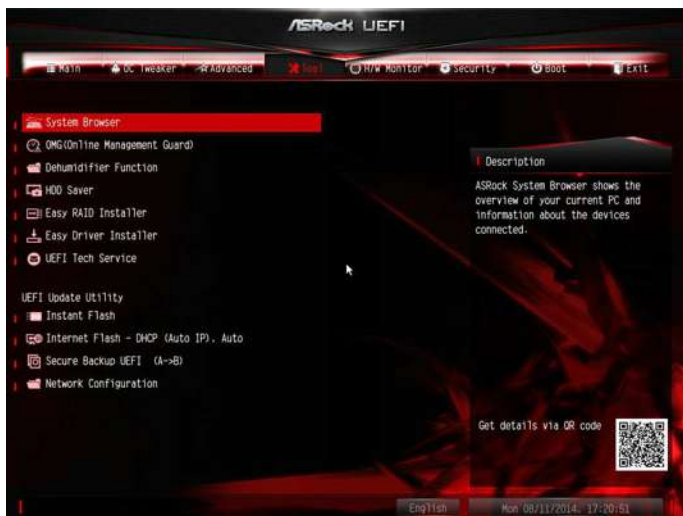 ASRock UEFI
Main
OC Tweaker
Advanced
Tool
H/W Monitor
Security
Boot
Exit
System Browser
OMG(Online Management Guard)
Dehumidifier Function
HDD Saver
Easy RAID Installer
Easy Driver Installer
UEFI Tech Service
UEFI Update Utility
Instant Flash
Internet Flash - DHCP (Auto IP), Auto
Secure Backup UEFI (A->B)
Network Configuration
Description
ASRock System Browser shows the
overview of your current PC and
information about the devices
connected.
Get details via QR code
English
Mon 08/11/2014, 17:20:51